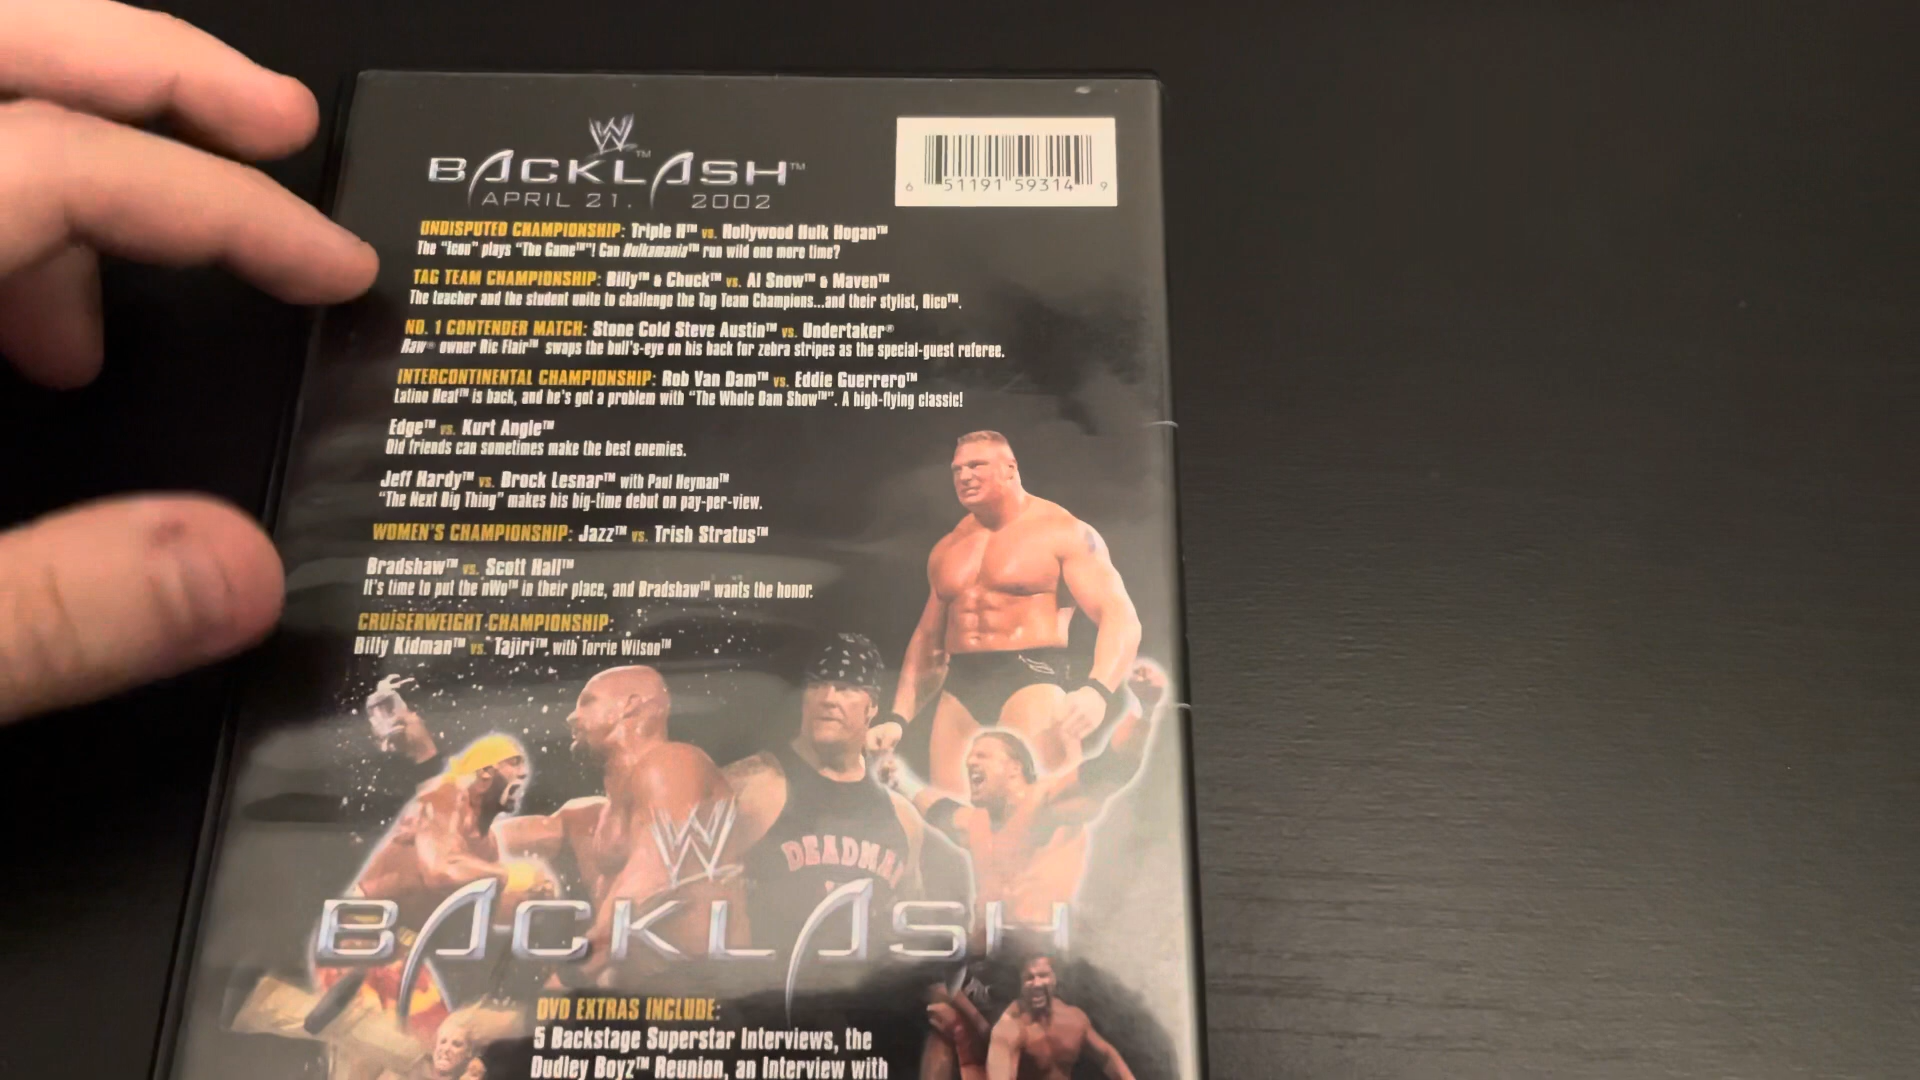 W™
BACKLASH™
APRIL 21, 2002
6 51191 59314 9
UNDISPUTED CHAMPIONSHIP: Triple H™ vs. Hollywood Hulk Hogan™
The "Icon" plays "The Game™"! Can Hulkamania™ run wild one more time?
TAG TEAM CHAMPIONSHIP: Billy™ & Chuck™ vs. Al Snow™ & Maven™
The teacher and the student unite to challenge the Tag Team Champions...and their stylist, Rico™.
NO. 1 CONTENDER MATCH: Stone Cold Steve Austin™ vs. Undertaker®
Raw® owner Ric Flair™ swaps the bull's-eye on his back for zebra stripes as the special-guest referee.
INTERCONTINENTAL CHAMPIONSHIP: Rob Van Dam™ vs. Eddie Guerrero™
Latino Heat™ is back, and he's got a problem with "The Whole Dam Show™". A high-flying classic!
Edge™ vs. Kurt Angle™
Old friends can sometimes make the best enemies.
Jeff Hardy™ vs. Brock Lesnar™ with Paul Heyman™
"The Next Big Thing" makes his big-time debut on pay-per-view.
WOMEN'S CHAMPIONSHIP: Jazz™ vs. Trish Stratus™
Bradshaw™ vs. Scott Hall™
It's time to put the nWo™ in their place, and Bradshaw™ wants the honor.
CRUISERWEIGHT CHAMPIONSHIP:
Billy Kidman™ vs. Tajiri™ with Torrie Wilson™
DEADMAN
W
BACKLASH
DVD EXTRAS INCLUDE:
5 Backstage Superstar Interviews, the
Dudley Boyz™ Reunion, an Interview with